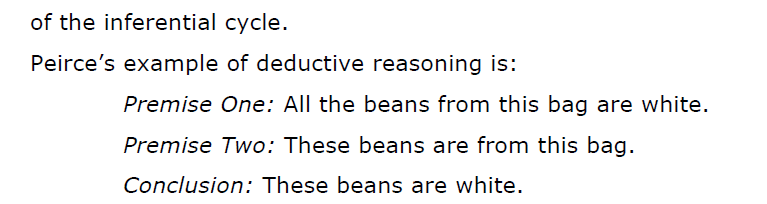 of the inferential cycle.
Peirce’s example of deductive reasoning is:
Premise One: All the beans from this bag are white.
Premise Two: These beans are from this bag.
Conclusion: These beans are white.